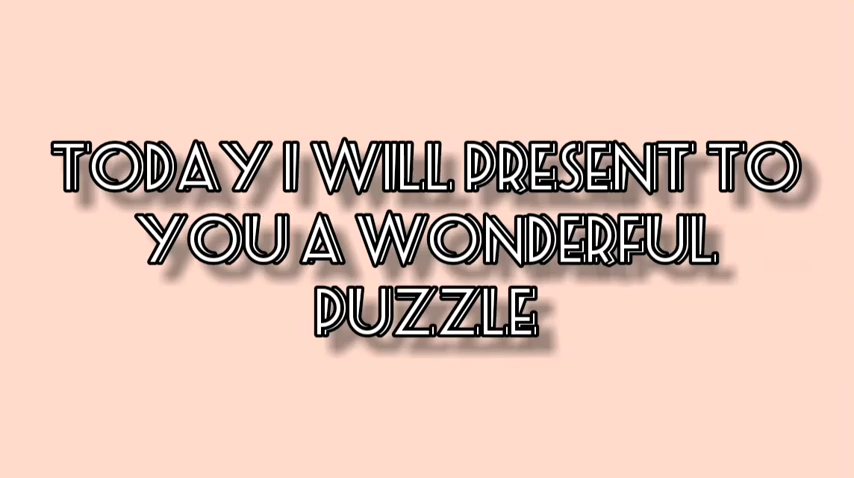 TODAY I WILL PRESENT TO
YOU A WONDERFUL
PUZZLE